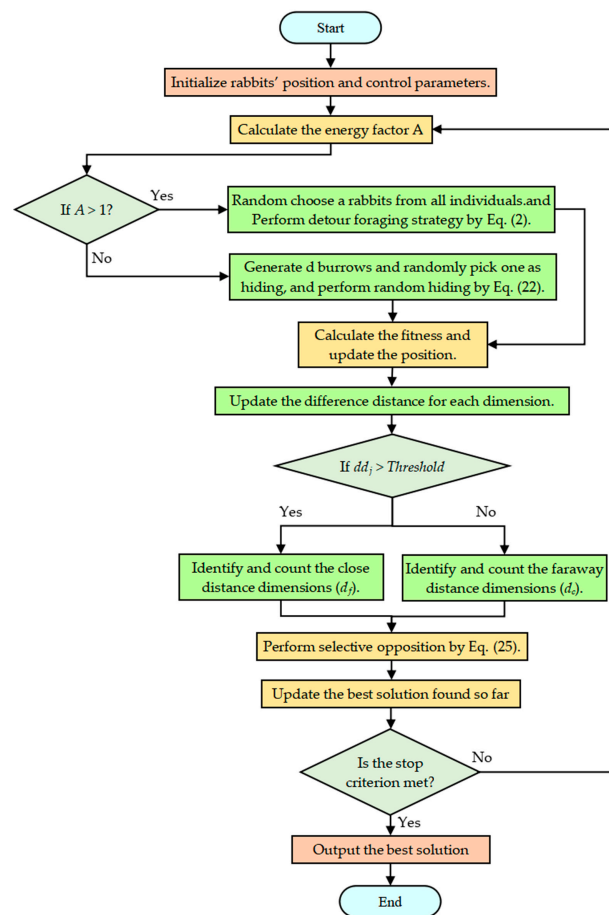 Start
Initialize rabbits' position and control parameters.
Calculate the energy factor A
If A > 1?
Yes
Random choose a rabbits from all individuals.and
Perform detour foraging strategy by Eq. (2).
No
Generate d burrows and randomly pick one as
hiding, and perform random hiding by Eq. (22).
Calculate the fitness and
update the position.
Update the difference distance for each dimension.
If ddj > Threshold
Yes
No
Identify and count the close
distance dimensions (df).
Identify and count the faraway
distance dimensions (dc).
Perform selective opposition by Eq. (25).
Update the best solution found so far
Is the stop
criterion met?
No
Yes
Output the best solution
End